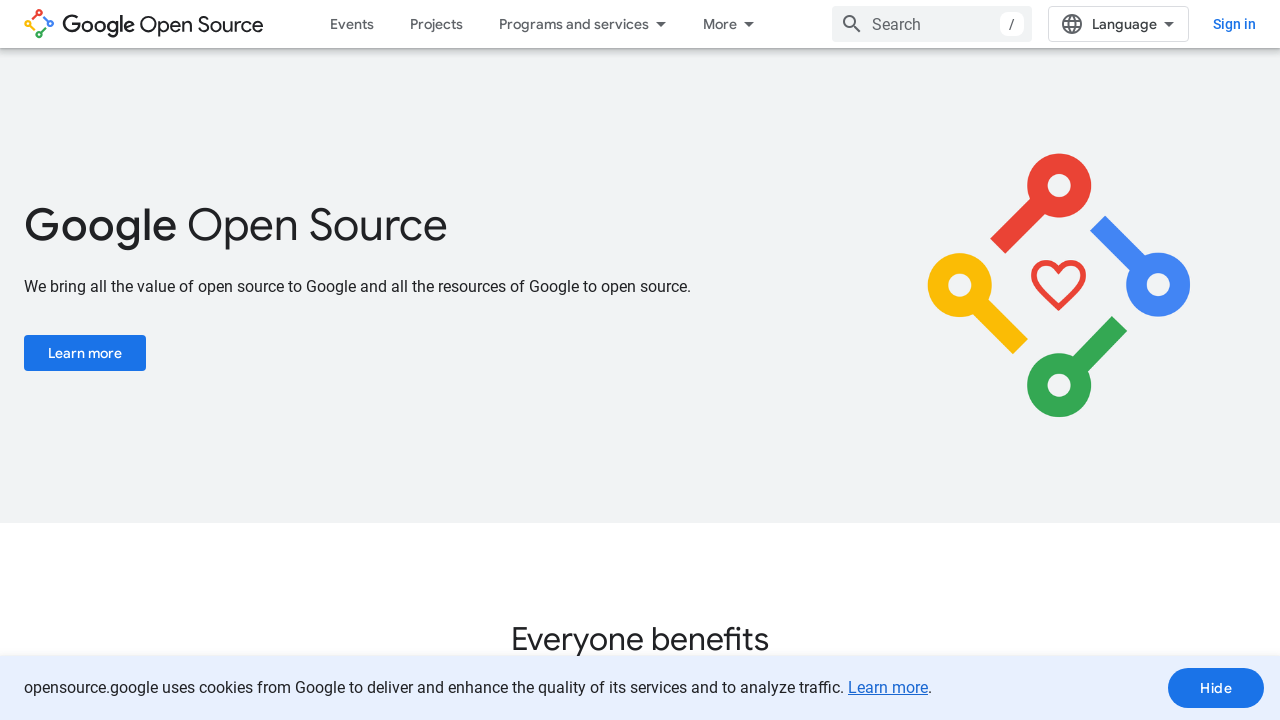 Google Open Source
Events
Projects
Programs and services
More
Search
/
Language
Sign in
Google Open Source
We bring all the value of open source to Google and all the resources of Google to open source.
Learn more
Everyone benefits
opensource.google uses cookies from Google to deliver and enhance the quality of its services and to analyze traffic. Learn more.
Hide